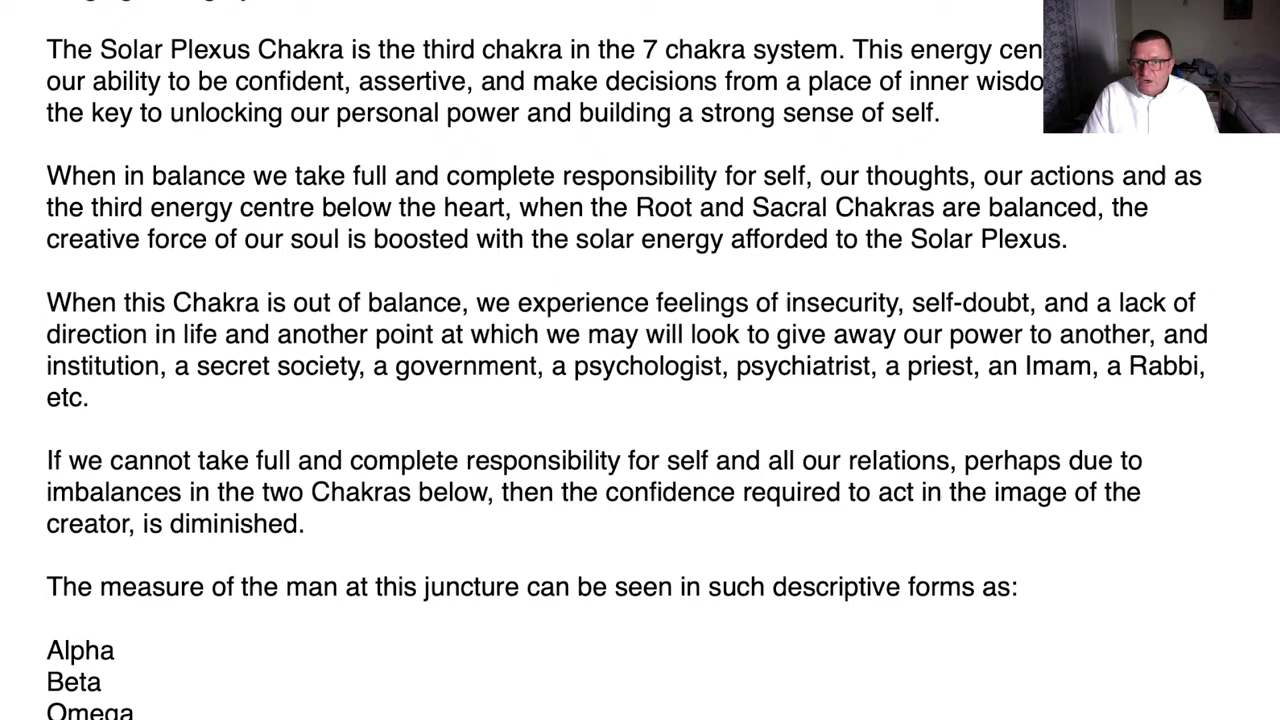 The Solar Plexus Chakra is the third chakra in the 7 chakra system. This energy
our ability to be confident, assertive, and make decisions from a place of inner
the key to unlocking our personal power and building a strong sense of self.
When in balance we take full and complete responsibility for self, our thoughts, our actions and as
the third energy centre below the heart, when the Root and Sacral Chakras are balanced, the
creative force of our soul is boosted with the solar energy afforded to the Solar Plexus.
When this Chakra is out of balance, we experience feelings of insecurity, self-doubt, and a lack of
direction in life and another point at which we may will look to give away our power to another, and
institution, a secret society, a government, a psychologist, psychiatrist, a priest, an Imam, a Rabbi,
etc.
If we cannot take full and complete responsibility for self and all our relations, perhaps due to
imbalances in the two Chakras below, then the confidence required to act in the image of the
creator, is diminished.
The measure of the man at this juncture can be seen in such descriptive forms as:
Alpha
Beta
Omega